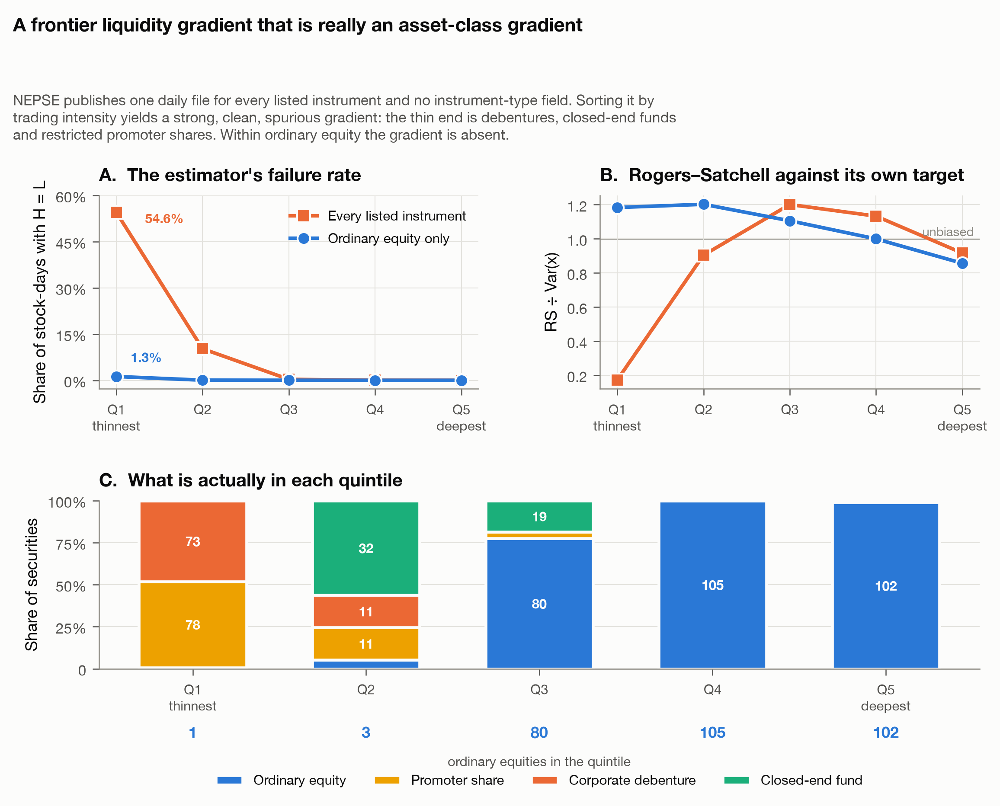 A frontier liquidity gradient that is really an asset-class gradient
NEPSE publishes one daily file for every listed instrument and no instrument-type field. Sorting it by
trading intensity yields a strong, clean, spurious gradient: the thin end is debentures, closed-end funds
and restricted promoter shares. Within ordinary equity the gradient is absent.
A. The estimator's failure rate
Share of stock-days with H = L
60%
45%
30%
15%
0%
54.6%
1.3%
Every listed instrument
Ordinary equity only
Q1
thinnest
Q2
Q3
Q4
Q5
deepest
B. Rogers–Satchell against its own target
RS ÷ Var(x)
1.2
1.0
0.8
0.6
0.4
0.2
unbiased
Q1
thinnest
Q2
Q3
Q4
Q5
deepest
C. What is actually in each quintile
Share of securities
100%
75%
50%
25%
0
73
78
32
11
11
19
80
105
102
Q1
thinnest
Q2
Q3
Q4
Q5
deepest
1 3 80 105 102
ordinary equities in the quintile
Ordinary equity Promoter share Corporate debenture Closed-end fund